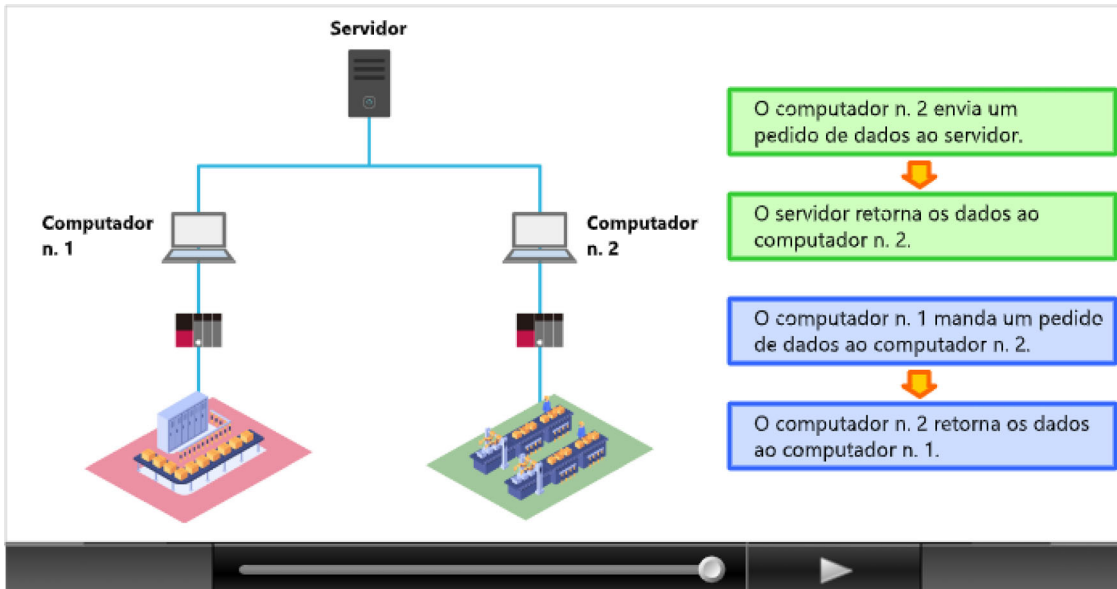 Servidor
Computador
n. 1
Computador
n. 2
O computador n. 2 envia um
pedido de dados ao servidor.
O servidor retorna os dados ao
computador n. 2.
O computador n. 1 manda um pedido
de dados ao computador n. 2.
O computador n. 2 retorna os dados
ao computador n. 1.